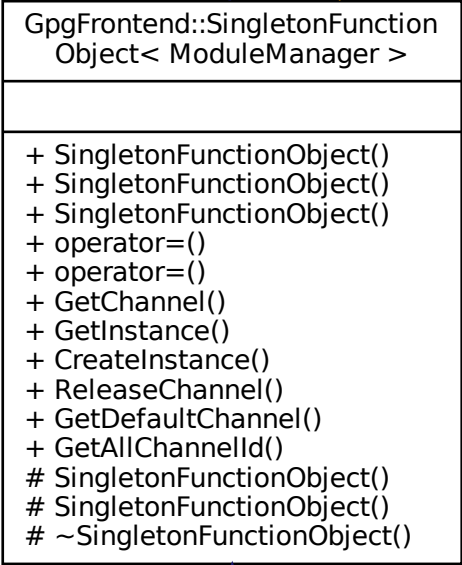 GpgFrontend::SingletonFunction
Object< ModuleManager >
+ SingletonFunctionObject()
+ SingletonFunctionObject()
+ SingletonFunctionObject()
+ operator=()
+ operator=()
+ GetChannel()
+ GetInstance()
+ CreateInstance()
+ ReleaseChannel()
+ GetDefaultChannel()
+ GetAllChannelId()
# SingletonFunctionObject()
# SingletonFunctionObject()
# ~SingletonFunctionObject()